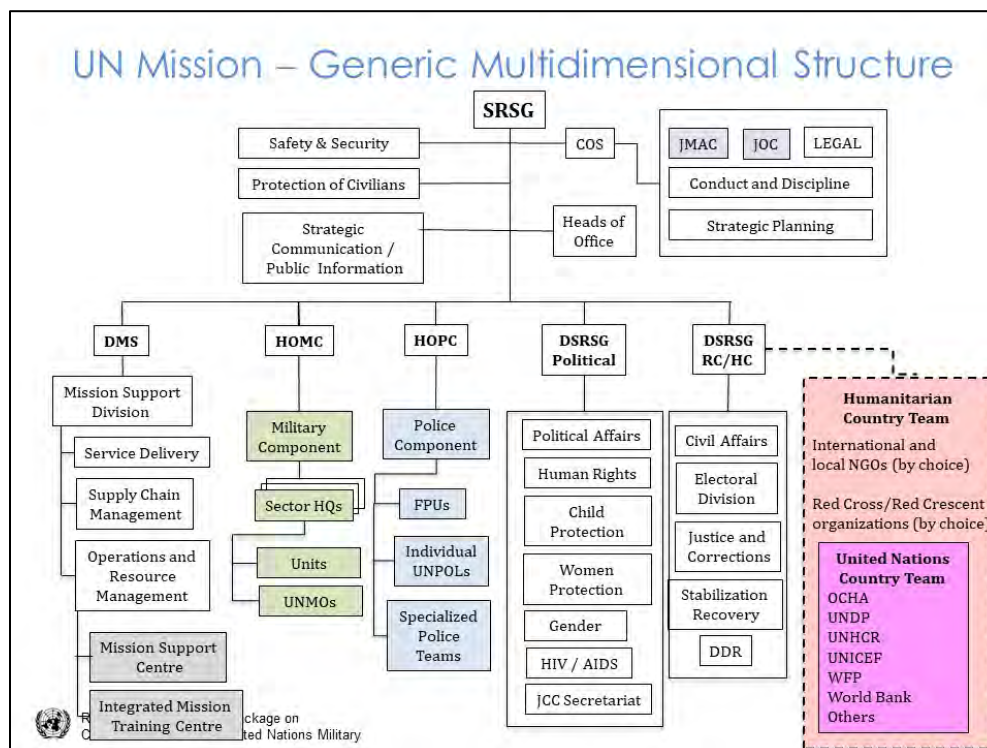 UN Mission – Generic Multidimensional Structure
SRSG
Safety & Security
COS
JMAC
JOC
LEGAL
Protection of Civilians
Conduct and Discipline
Strategic
Communication /
Public Information
Heads of
Office
Strategic Planning
DMS
HOMC
HOPC
DSRSG
Political
DSRSG
RC/HC
Mission Support
Division
Service Delivery
Supply Chain
Management
Operations and
Resource
Management
Mission Support
Centre
Integrated Mission
Training Centre
Military
Component
Sector HQs
Units
UNMOs
Police
Component
FPUs
Individual
UNPOLs
Specialized
Police
Teams
Political Affairs
Human Rights
Child
Protection
Women
Protection
Gender
HIV / AIDS
JCC Secretariat
Civil Affairs
Electoral
Division
Justice and
Corrections
Stabilization
Recovery
DDR
Humanitarian
Country Team
International and
local NGOs (by choice)
Red Cross/Red Crescent
organizations (by choice)
United Nations
Country Team
OCHA
UNDP
UNHCR
UNICEF
WFP
World Bank
Others
ckage on
ted Nations Military